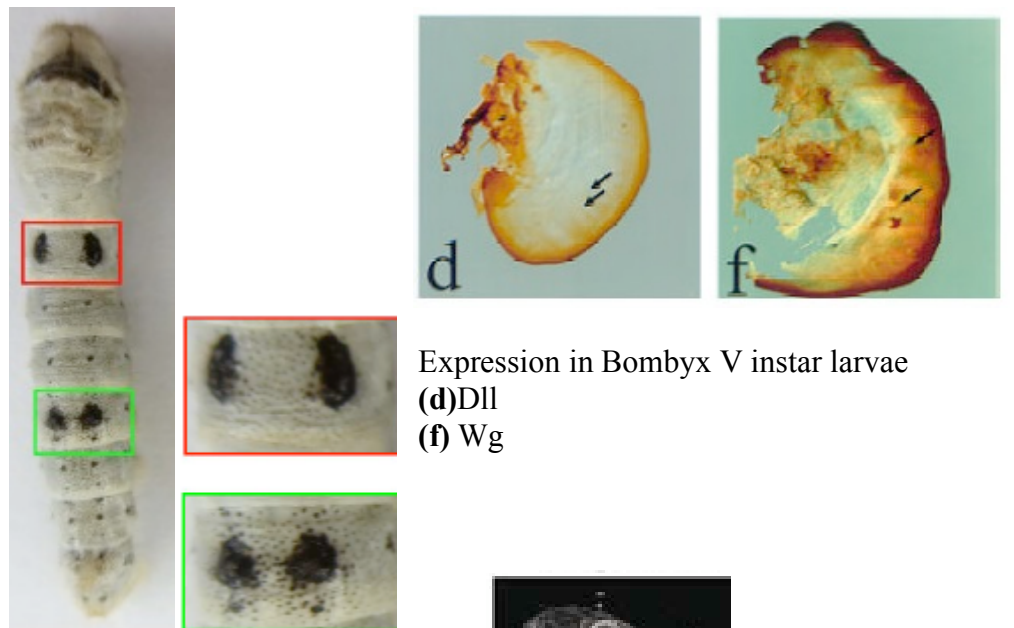 d
f
Expression in Bombyx V instar larvae
(d)Dll
(f) Wg